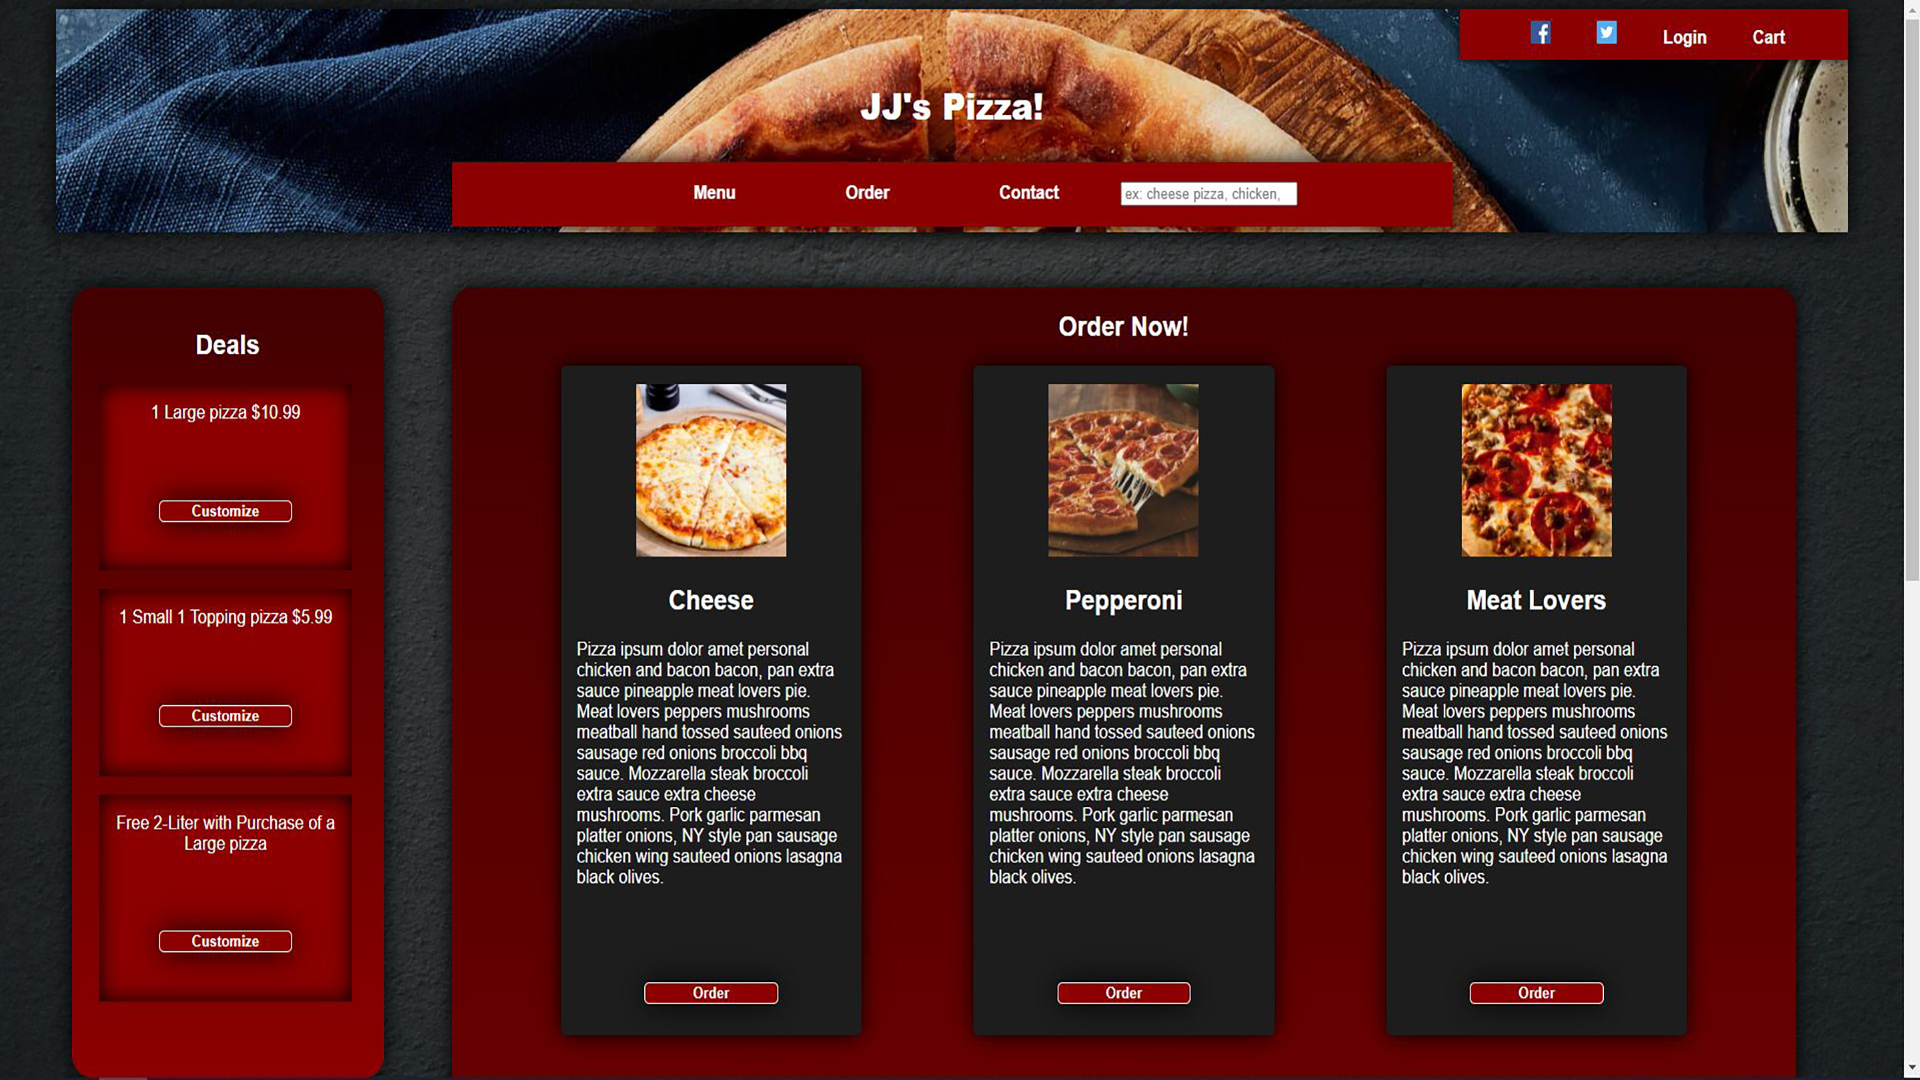 Login
Cart
JJ's Pizza!
Menu
Order
Contact
ex: cheese pizza, chicken,
Deals
1 Large pizza $10.99
Customize
1 Small 1 Topping pizza $5.99
Customize
Free 2-Liter with Purchase of a
Large pizza
Customize
Order Now!
Cheese
Pizza ipsum dolor amet personal
chicken and bacon bacon, pan extra
sauce pineapple meat lovers pie.
Meat lovers peppers mushrooms
meatball hand tossed sauteed onions
sausage red onions broccoli bbq
sauce. Mozzarella steak broccoli
extra sauce extra cheese
mushrooms. Pork garlic parmesan
platter onions, NY style pan sausage
chicken wing sauteed onions lasagna
black olives.
Order
Pepperoni
Pizza ipsum dolor amet personal
chicken and bacon bacon, pan extra
sauce pineapple meat lovers pie.
Meat lovers peppers mushrooms
meatball hand tossed sauteed onions
sausage red onions broccoli bbq
sauce. Mozzarella steak broccoli
extra sauce extra cheese
mushrooms. Pork garlic parmesan
platter onions, NY style pan sausage
chicken wing sauteed onions lasagna
black olives.
Order
Meat Lovers
Pizza ipsum dolor amet personal
chicken and bacon bacon, pan extra
sauce pineapple meat lovers pie.
Meat lovers peppers mushrooms
meatball hand tossed sauteed onions
sausage red onions broccoli bbq
sauce. Mozzarella steak broccoli
extra sauce extra cheese
mushrooms. Pork garlic parmesan
platter onions, NY style pan sausage
chicken wing sauteed onions lasagna
black olives.
Order